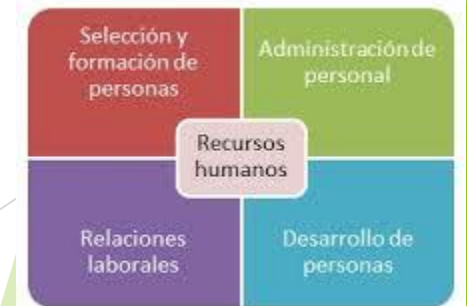 Selección y
formación de
personas
Administración de
personal
Recursos
humanos
Relaciones
laborales
Desarrollo de
personas